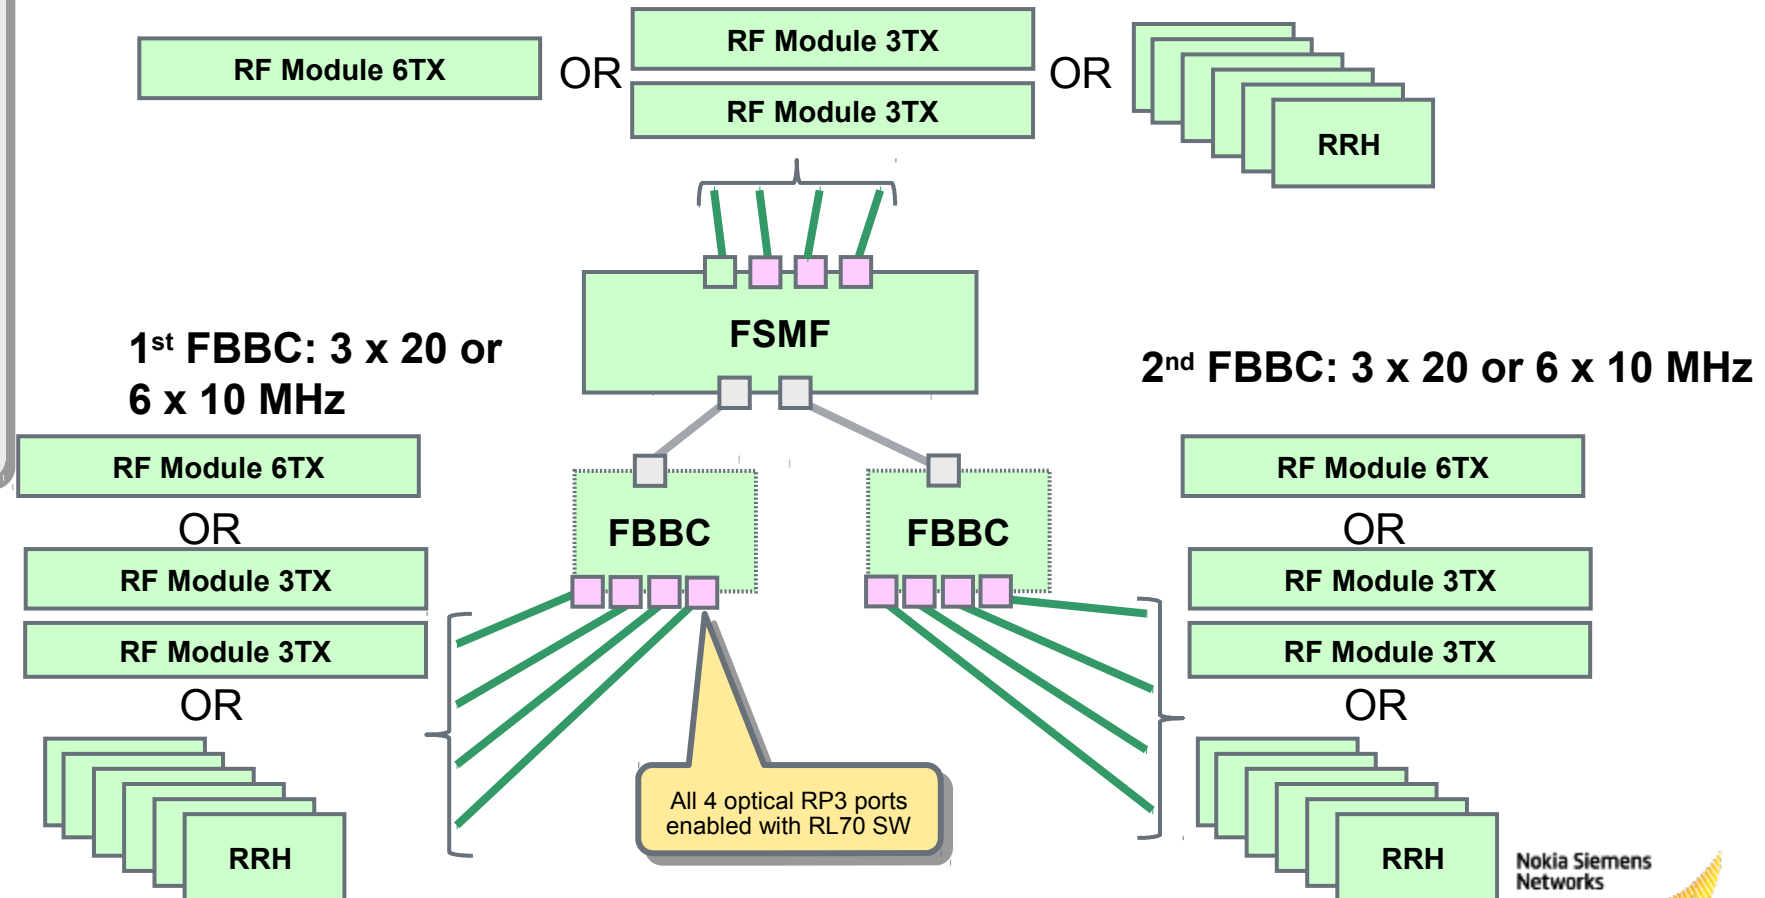 RF Module 6TX
OR
RF Module 3TX
RF Module 3TX
OR
RRH
FSMF
1st FBBC: 3 x 20 or
6 x 10 MHz
2nd FBBC: 3 x 20 or 6 x 10 MHz
RF Module 6TX
OR
RF Module 3TX
RF Module 3TX
OR
RRH
FBBC
FBBC
All 4 optical RP3 ports
enabled with RL70 SW
RF Module 6TX
OR
RF Module 3TX
RF Module 3TX
OR
RRH
Nokia Siemens
Networks